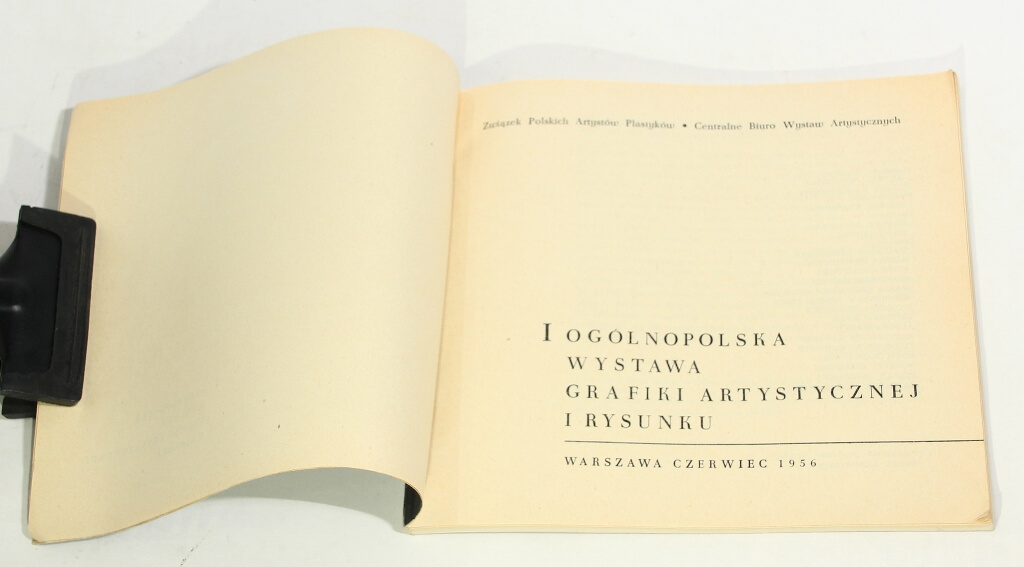 Związek Polskich Artystów Plastyków • Centralne Biuro Wystaw Artystycznych
I OGÓLNOPOLSKA
WYSTAWA
GRAFIKI ARTYSTYCZNEJ
I RYSUNKU
WARSZAWA CZERWIEC 1956